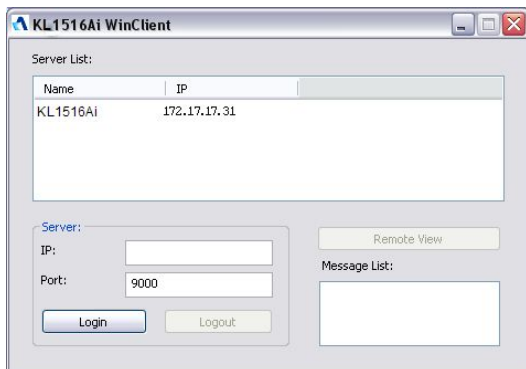 KL1516Ai WinClient
Server List:
Name IP
KL1516Ai 172.17.17.31
Server:
IP:
Port: 9000
Login Logout
Remote View
Message List: